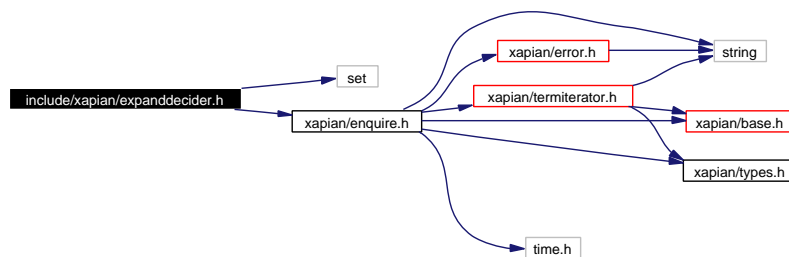 include/xapian/expanddecider.h
set
xapian/enquire.h
xapian/error.h
xapian/termiterator.h
string
xapian/base.h
xapian/types.h
time.h